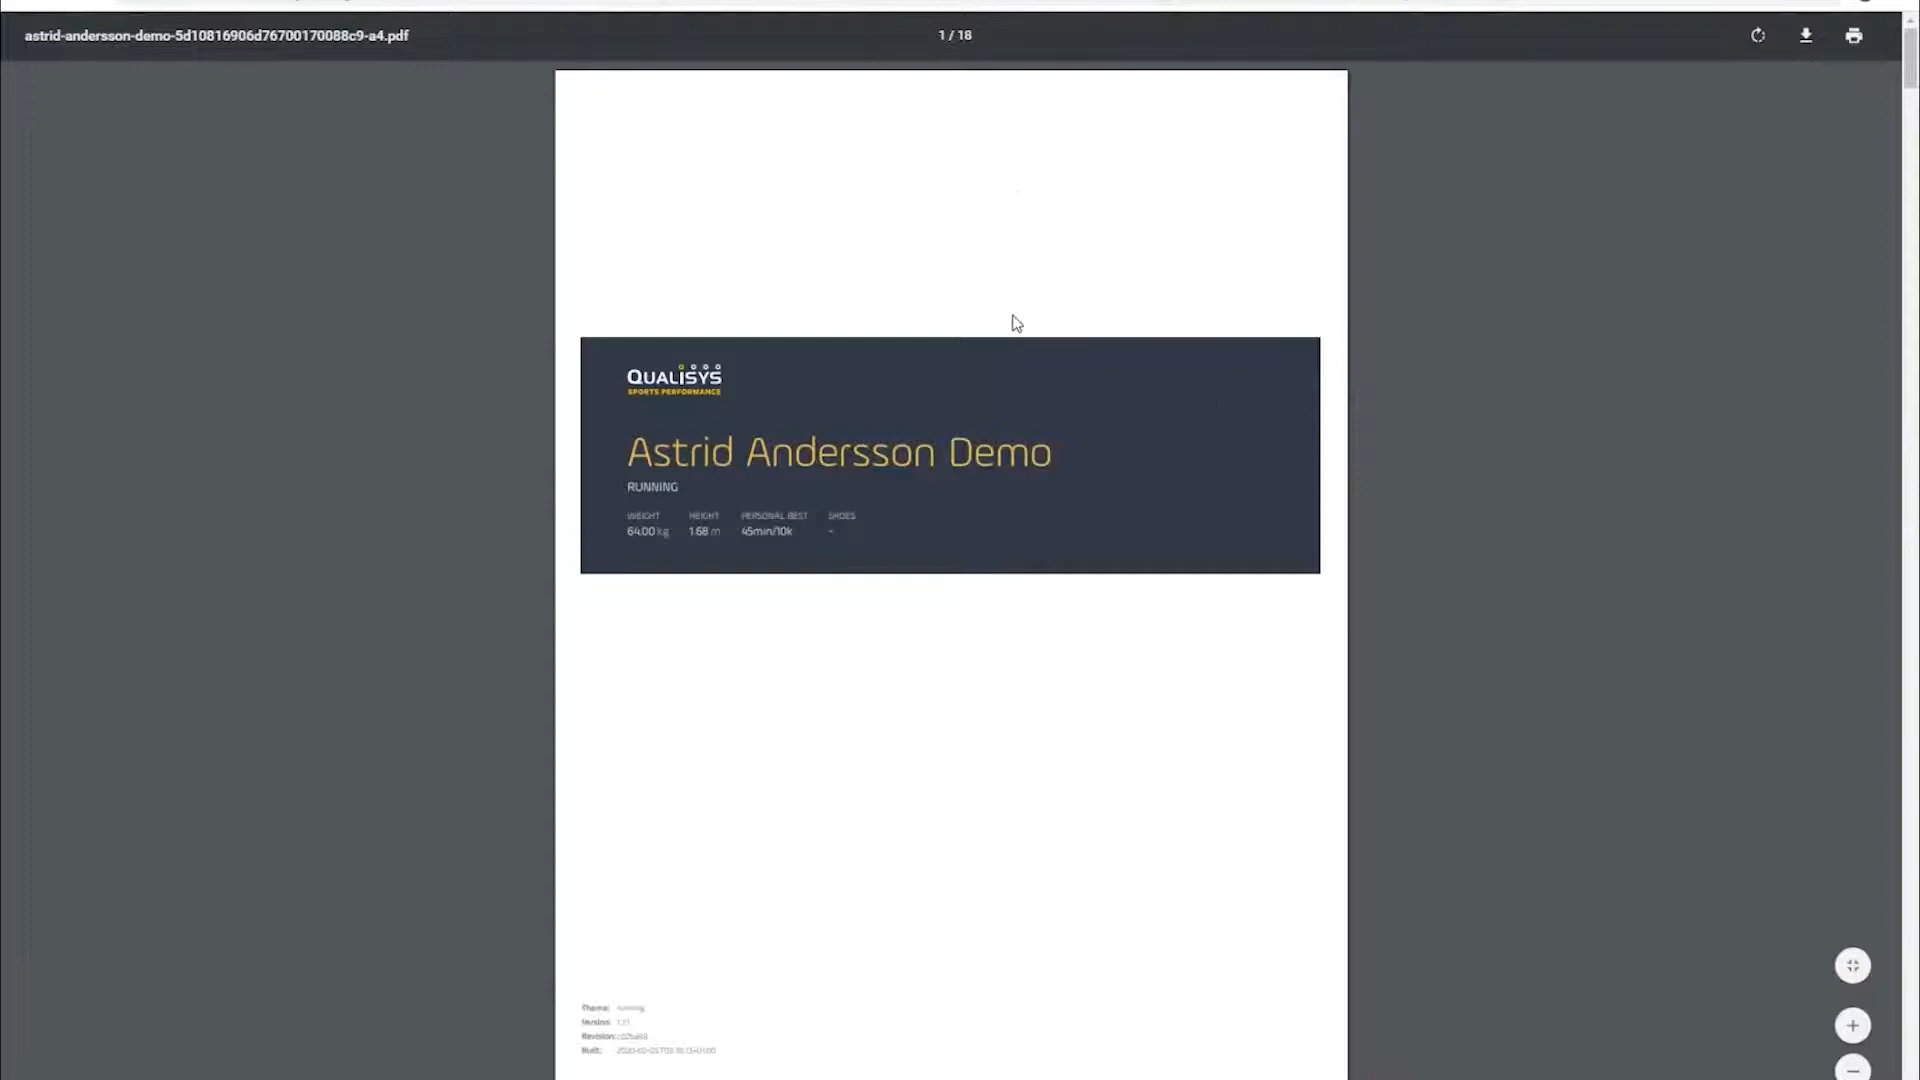 astrid-andersson-demo-5d10816906d76700170088c9-a4.pdf
1 / 18
QUALISYS
SPORTS PERFORMANCE
Astrid Andersson Demo
RUNNING
WEIGHT HEIGHT PERSONAL BEST SHOES
64.00 kg 1.68 m 45min/10k -
Theme: running
Version:
Revision:
Built: